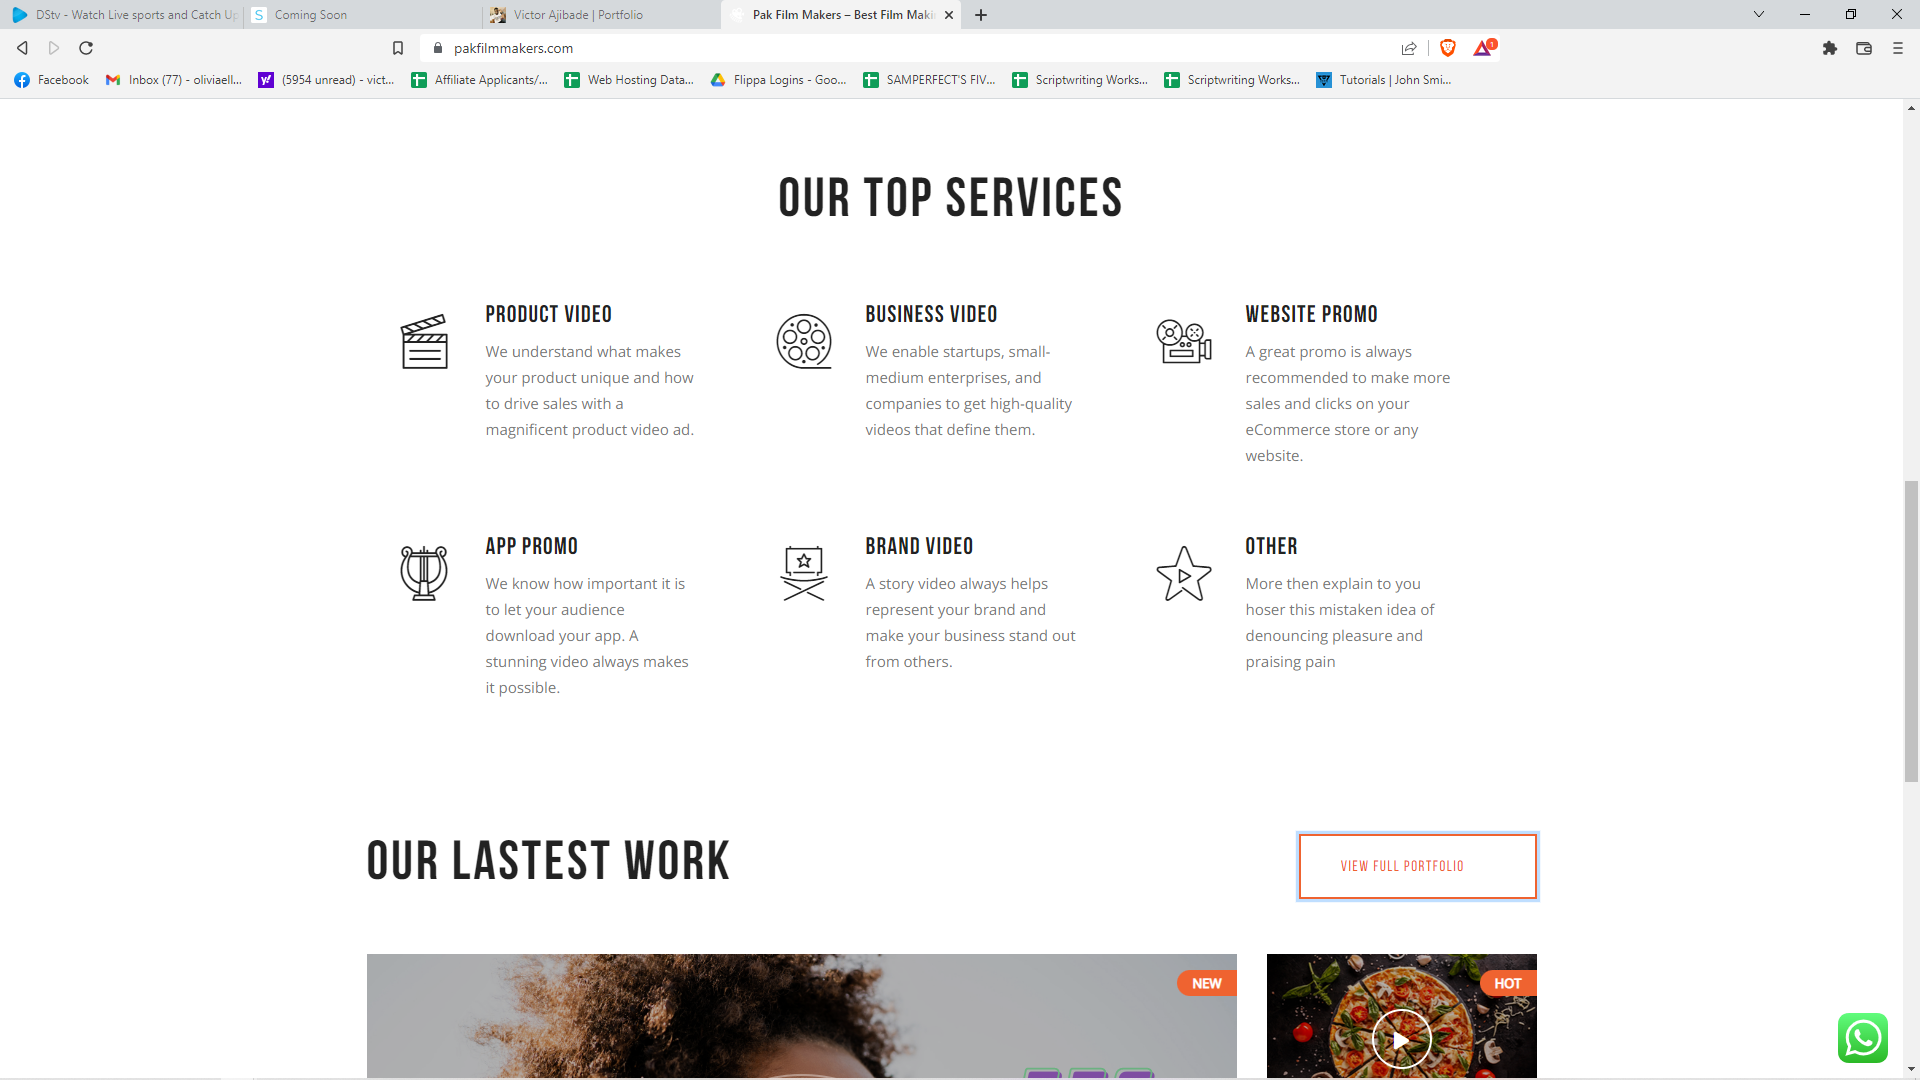 DStv - Watch Live sports and Catch Up
Coming Soon
Victor Ajibade | Portfolio
Pak Film Makers – Best Film Maki
pakfilmmakers.com
1
Facebook
Inbox (77) - oliviaell...
(5954 unread) - vict...
Affiliate Applicants/...
Web Hosting Data...
Flippa Logins - Goo...
SAMPERFECT'S FIV...
Scriptwriting Works...
Scriptwriting Works...
Tutorials | John Smi...
OUR TOP SERVICES
PRODUCT VIDEO
We understand what makes
your product unique and how
to drive sales with a
magnificent product video ad.
BUSINESS VIDEO
We enable startups, small-
medium enterprises, and
companies to get high-quality
videos that define them.
WEBSITE PROMO
A great promo is always
recommended to make more
sales and clicks on your
eCommerce store or any
website.
APP PROMO
We know how important it is
to let your audience
download your app. A
stunning video always makes
it possible.
BRAND VIDEO
A story video always helps
represent your brand and
make your business stand out
from others.
OTHER
More then explain to you
hoser this mistaken idea of
denouncing pleasure and
praising pain
OUR LASTEST WORK
VIEW FULL PORTFOLIO
NEW
HOT